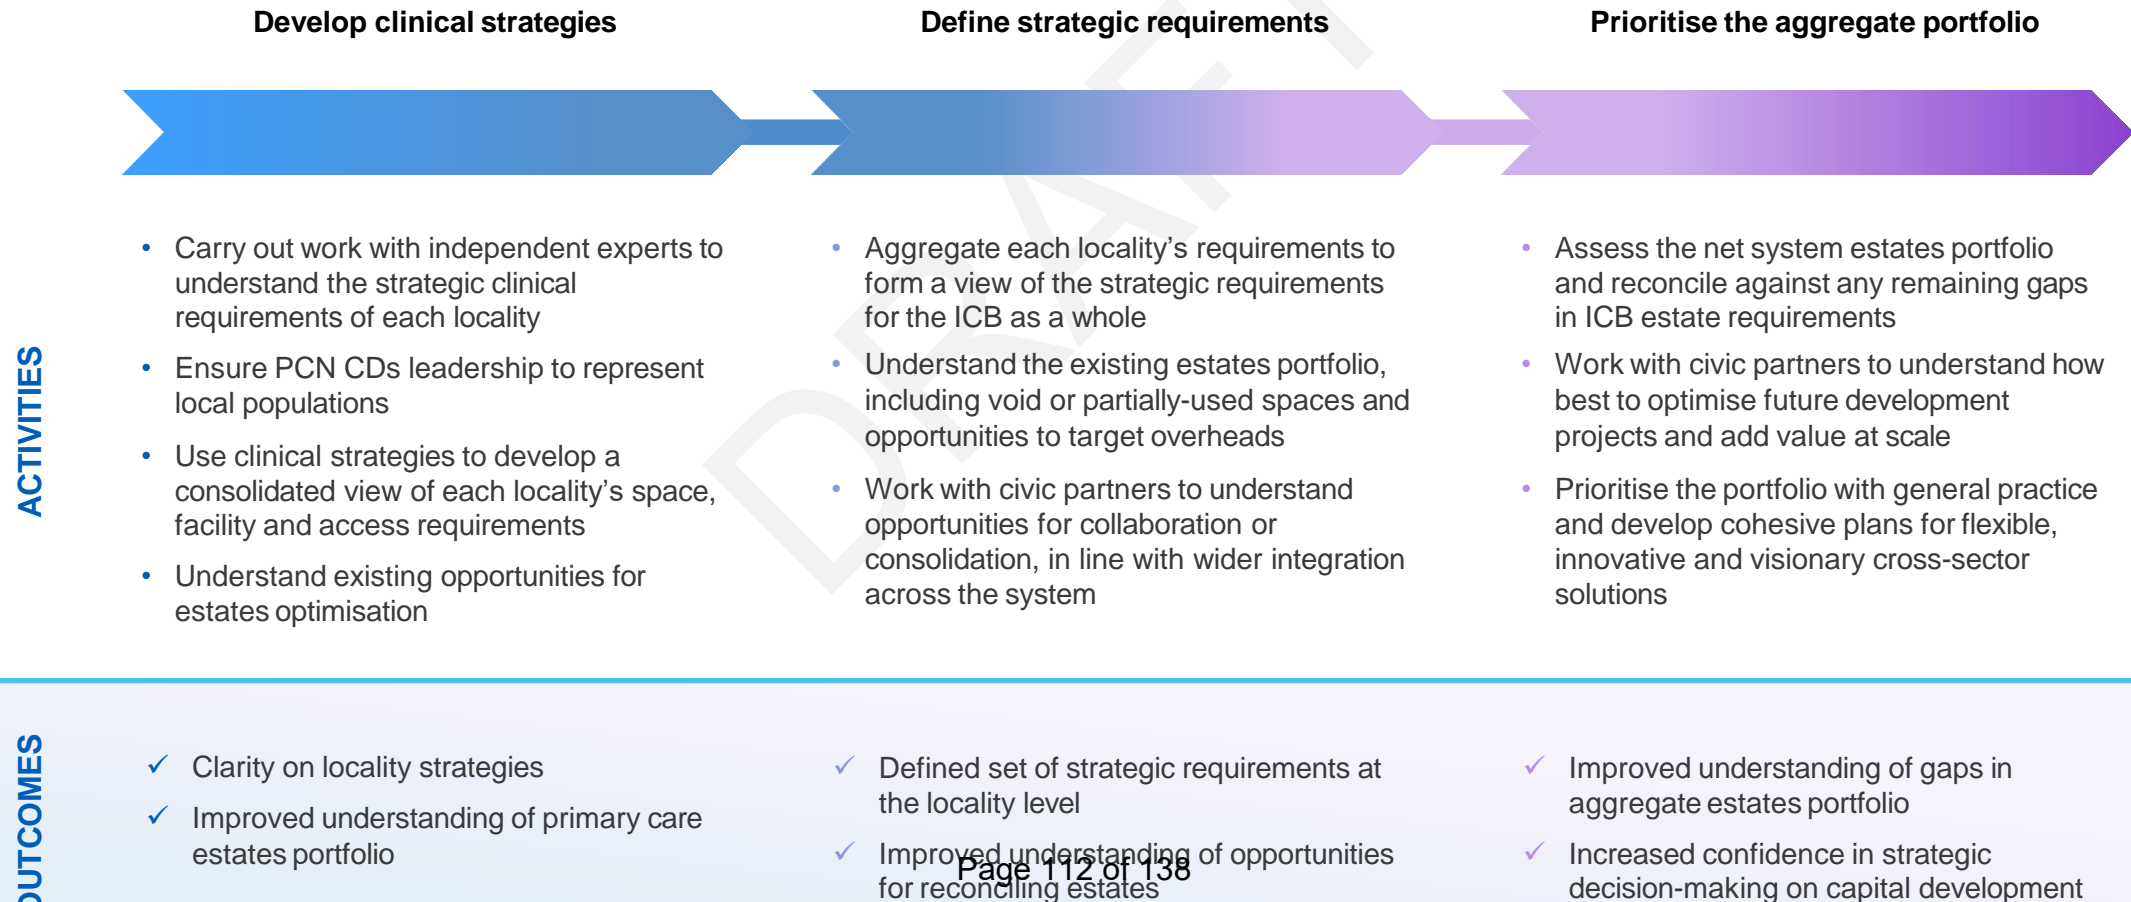 Develop clinical strategies
Define strategic requirements
Prioritise the aggregate portfolio
DRAFT
ACTIVITIES
• Carry out work with independent experts to
understand the strategic clinical
requirements of each locality
• Ensure PCN CDs leadership to represent
local populations
• Use clinical strategies to develop a
consolidated view of each locality's space,
facility and access requirements
• Understand existing opportunities for
estates optimisation
• Aggregate each locality's requirements to
form a view of the strategic requirements
for the ICB as a whole
• Understand the existing estates portfolio,
including void or partially-used spaces and
opportunities to target overheads
• Work with civic partners to understand
opportunities for collaboration or
consolidation, in line with wider integration
across the system
• Assess the net system estates portfolio
and reconcile against any remaining gaps
in ICB estate requirements
• Work with civic partners to understand how
best to optimise future development
projects and add value at scale
• Prioritise the portfolio with general practice
and develop cohesive plans for flexible,
innovative and visionary cross-sector
solutions
OUTCOMES
✓ Clarity on locality strategies
✓ Improved understanding of primary care
estates portfolio
✓ Defined set of strategic requirements at
the locality level
✓ Improved understanding of opportunities
for reconciling estates
✓ Improved understanding of gaps in
aggregate estates portfolio
✓ Increased confidence in strategic
decision-making on capital development
Page 112 of 138